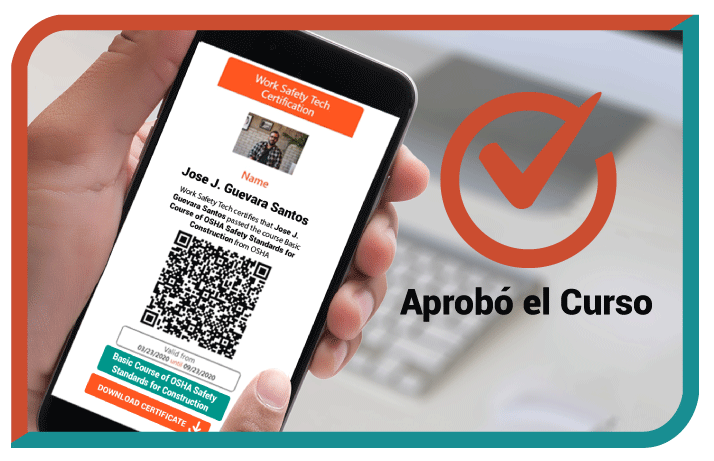 Work Safety Tech
Certification
Name
Jose J. Guevara Santos
Work Safety Tech certifies that Jose J.
Guevara Santos passed the course Basic
Course of OSHA Safety Standards for
Construction from OSHA
Valid from
03/23/2020 until 09/23/2020
Basic Course of OSHA Safety
Standards for Construction
DOWNLOAD CERTIFICATE
Aprobó el Curso